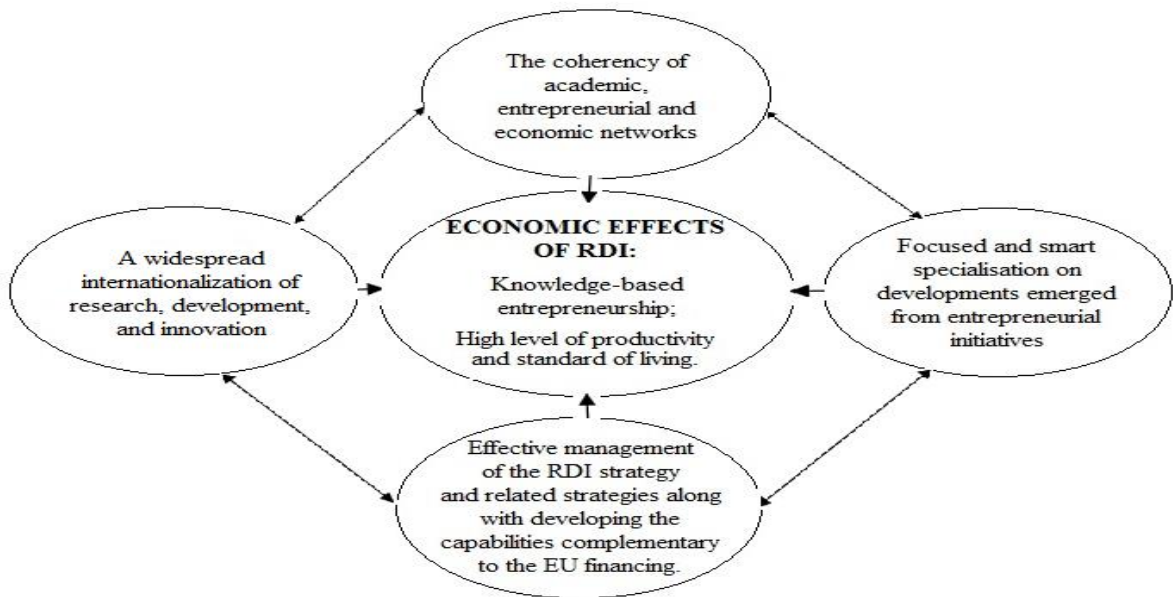 The coherency of
academic,
entrepreneurial and
economic networks
A widespread
internationalization of
research, development,
and innovation
ECONOMIC EFFECTS
OF RDI:
Knowledge-based
entrepreneurship;
High level of productivity
and standard of living.
Focused and smart
specialisation on
developments emerged
from entrepreneurial
initiatives
Effective management
of the RDI strategy
and related strategies along
with developing the
capabilities complementary
to the EU financing.